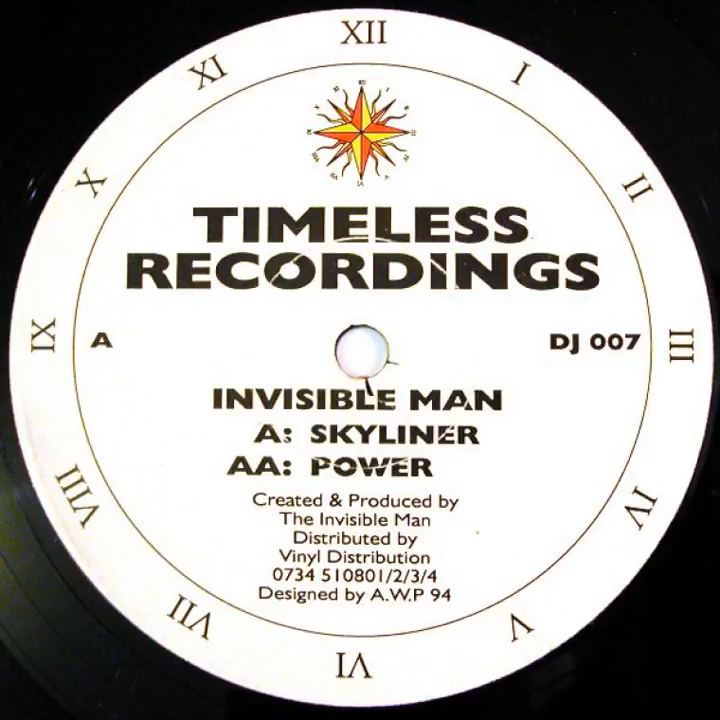 XII
I
II
III
IV
V
VI
VII
VIII
IX
X
XI
TIMELESS
RECORDINGS
A
DJ 007
INVISIBLE MAN
A: SKYLINER
AA: POWER
Created & Produced by
The Invisible Man
Distributed by
Vinyl Distribution
0734 510801/2/3/4
Designed by A.W.P 94